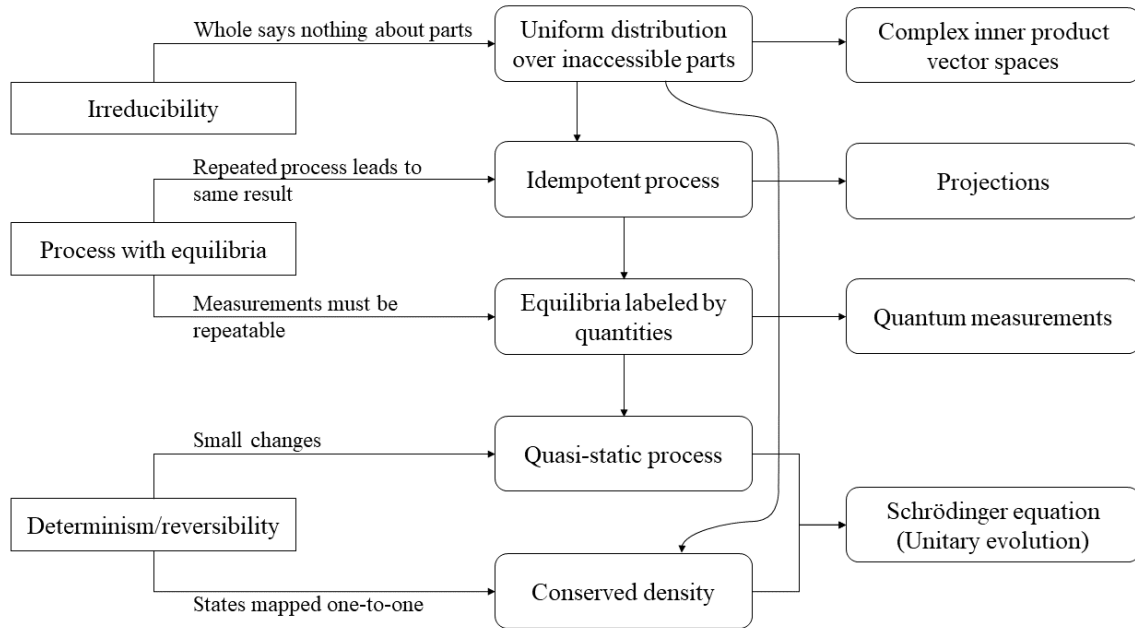 Whole says nothing about parts
Uniform distribution
over inaccessible parts
Complex inner product
vector spaces
Irreducibility
Repeated process leads to
same result
Idempotent process
Projections
Process with equilibria
Measurements must be
repeatable
Equilibria labeled by
quantities
Quantum measurements
Small changes
Quasi-static process
Determinism/reversibility
Schrödinger equation
(Unitary evolution)
States mapped one-to-one
Conserved density